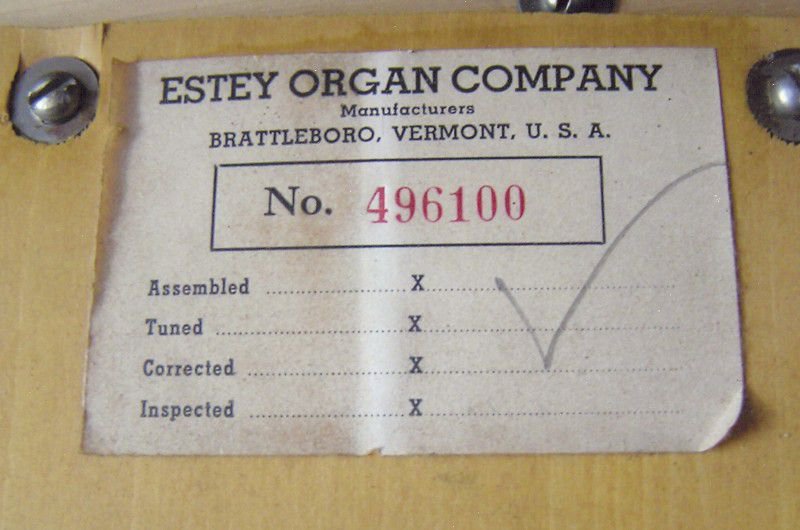 ESTEY ORGAN COMPANY
Manufacturers
BRATTLEBORO, VERMONT, U. S. A.
No. 496100
Assembled ........................ X ........................
Tuned ........................ X ........................
Corrected ........................ X ........................
Inspected ........................ X ........................